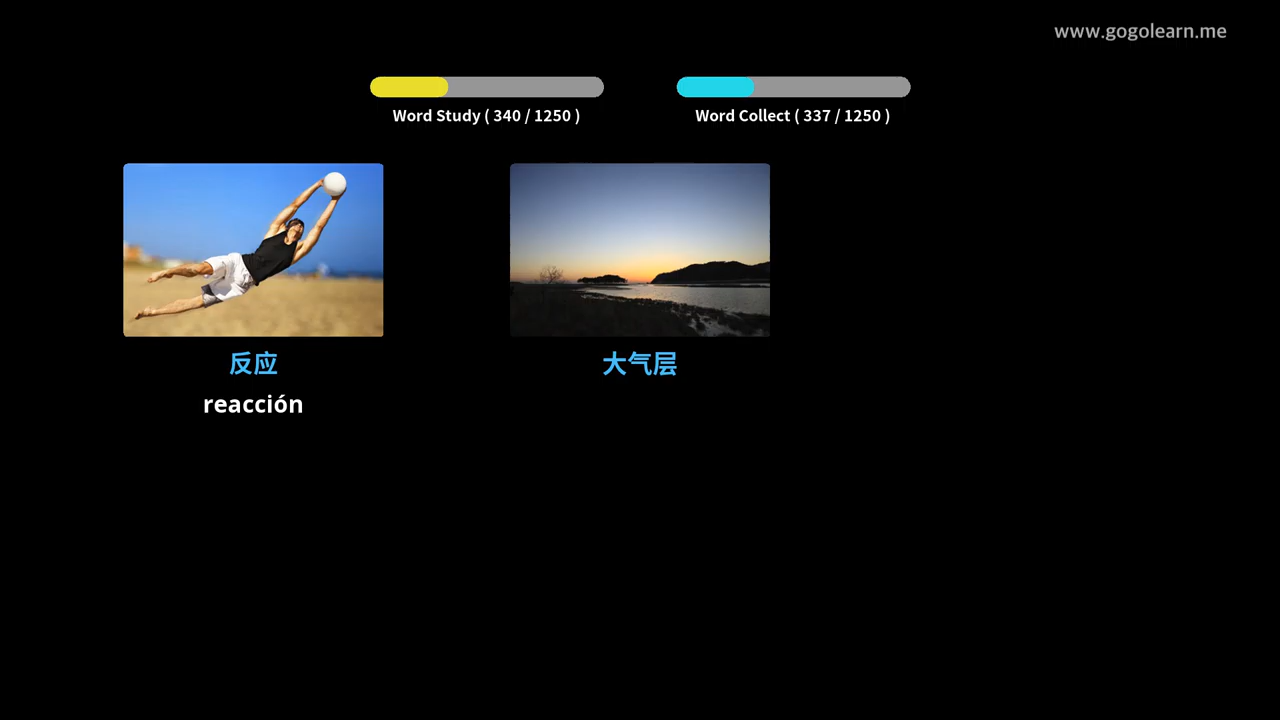 www.gogolearn.me
Word Study ( 340 / 1250 )
Word Collect ( 337 / 1250 )
反应
大气层
reacción